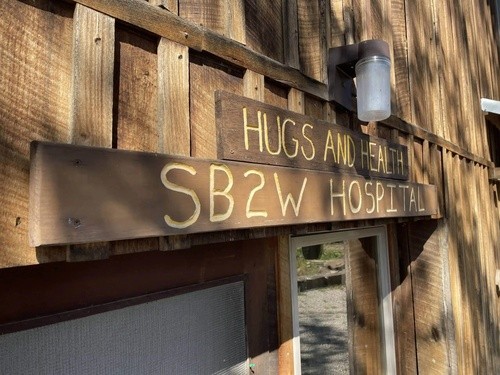 HUGS AND HEALTH
SB2W HOSPITAL